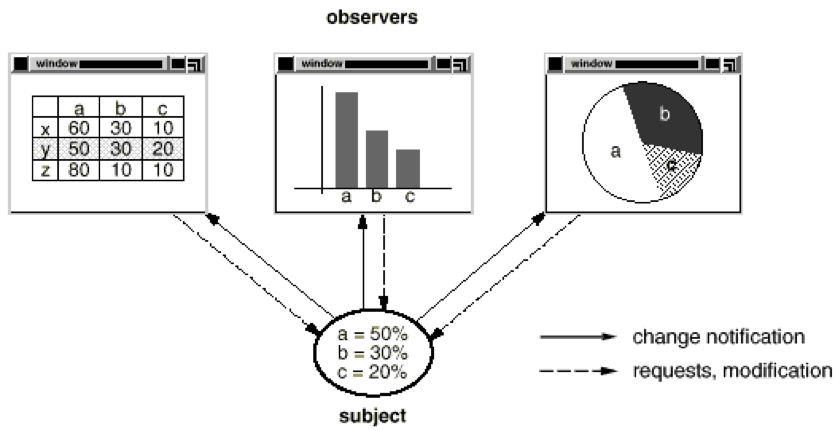 observers
window
window
window
a b c
x 60 30 10
y 50 30 20
z 80 10 10
a b c
a
b
c
a = 50%
b = 30%
c = 20%
subject
change notification
requests, modification